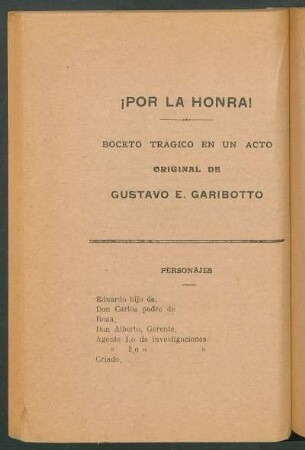 ¡POR LA HONRA!
BOCETO TRAGICO EN UN ACTO
ORIGINAL DE
GUSTAVO E. GARIBOTTO
PERSONAJES
Eduardo hijo de;
Don Carlos padre de
Rosa,
Don Alberto, Gerente,
Agente 1.o de investigaciones
» 2.o » »
Criado,